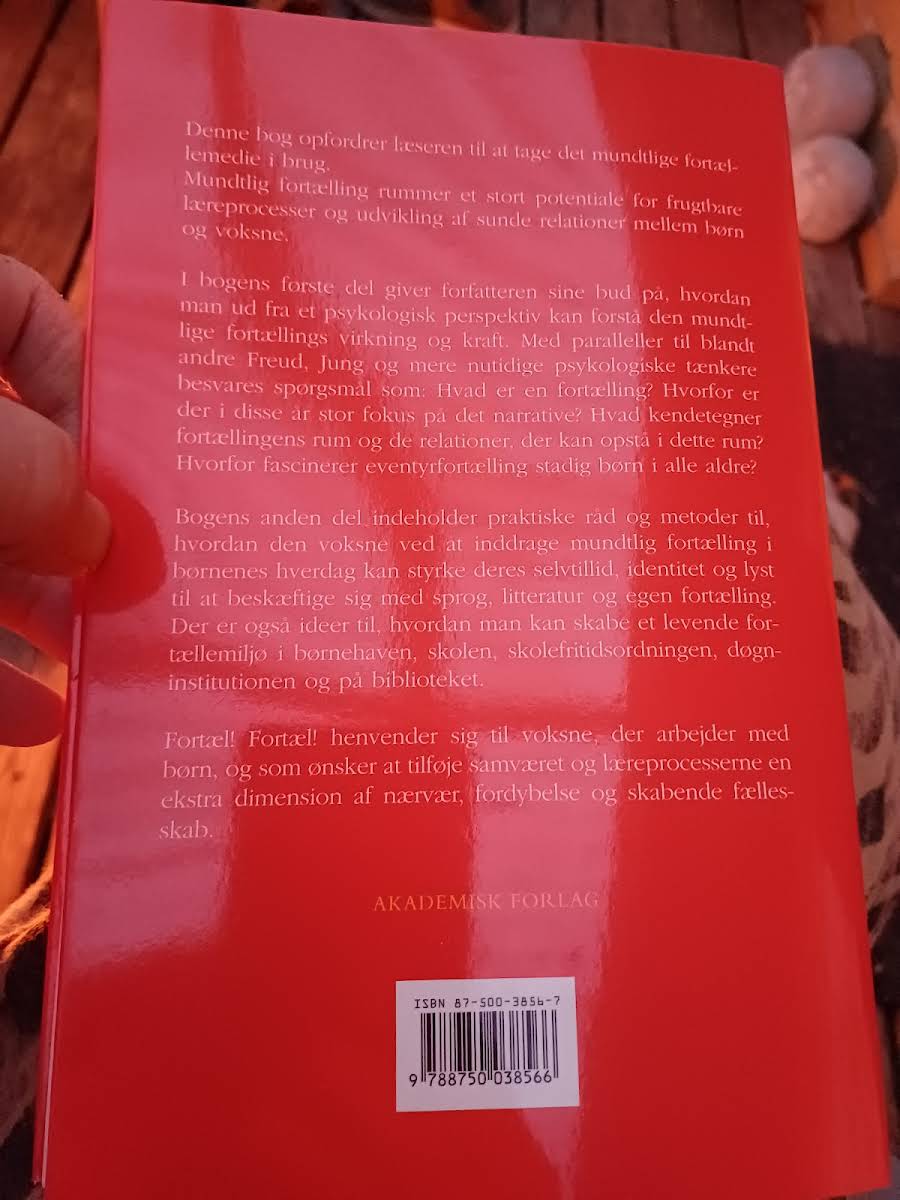 Denne bog opfordrer læseren til at tage det mundtlige fortæl-
lemedie i brug.
Mundtlig fortælling rummer et stort potentiale for frugtbare
læreprocesser og udvikling af sunde relationer mellem børn
og voksne.
I bogens første del giver forfatteren sine bud på, hvordan
man ud fra et psykologisk perspektiv kan forstå den mundt-
lige fortællings virkning og kraft. Med paralleller til blandt
andre Freud, Jung og mere nutidige psykologiske tænkere
besvares spørgsmål som: Hvad er en fortælling? Hvorfor er
der i disse år stor fokus på det narrative? Hvad kendetegner
fortællingens rum og de relationer, der kan opstå i dette rum?
Hvorfor fascinerer eventyrfortælling stadig børn i alle aldre?
Bogens anden del indeholder praktiske råd og metoder til,
hvordan den voksne ved at inddrage mundtlig fortælling i
børnenes hverdag kan styrke deres selvtillid, identitet og lyst
til at beskæftige sig med sprog, litteratur og egen fortælling.
Der er også ideer til, hvordan man kan skabe et levende for-
tællemiljø i børnehaven, skolen, skolefritidsordningen, døgn-
institutionen og på biblioteket.
Fortæl! Fortæl! henvender sig til voksne, der arbejder med
børn, og som ønsker at tilføje samværet og læreprocesserne en
ekstra dimension af nærvær, fordybelse og skabende fælles-
skab.
AKADEMISK FORLAG
ISBN 87-500-3856-7
9 788750 038566